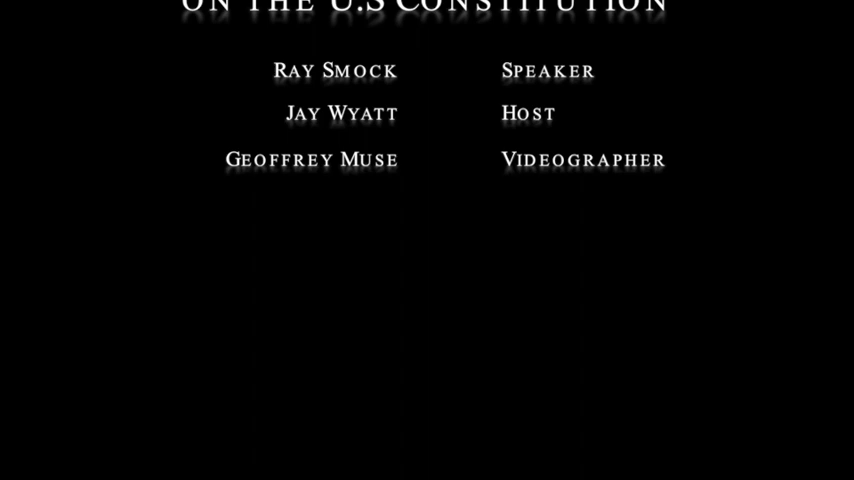 ON THE U.S CONSTITUTION
RAY SMOCK SPEAKER
JAY WYATT HOST
GEOFFREY MUSE VIDEOGRAPHER